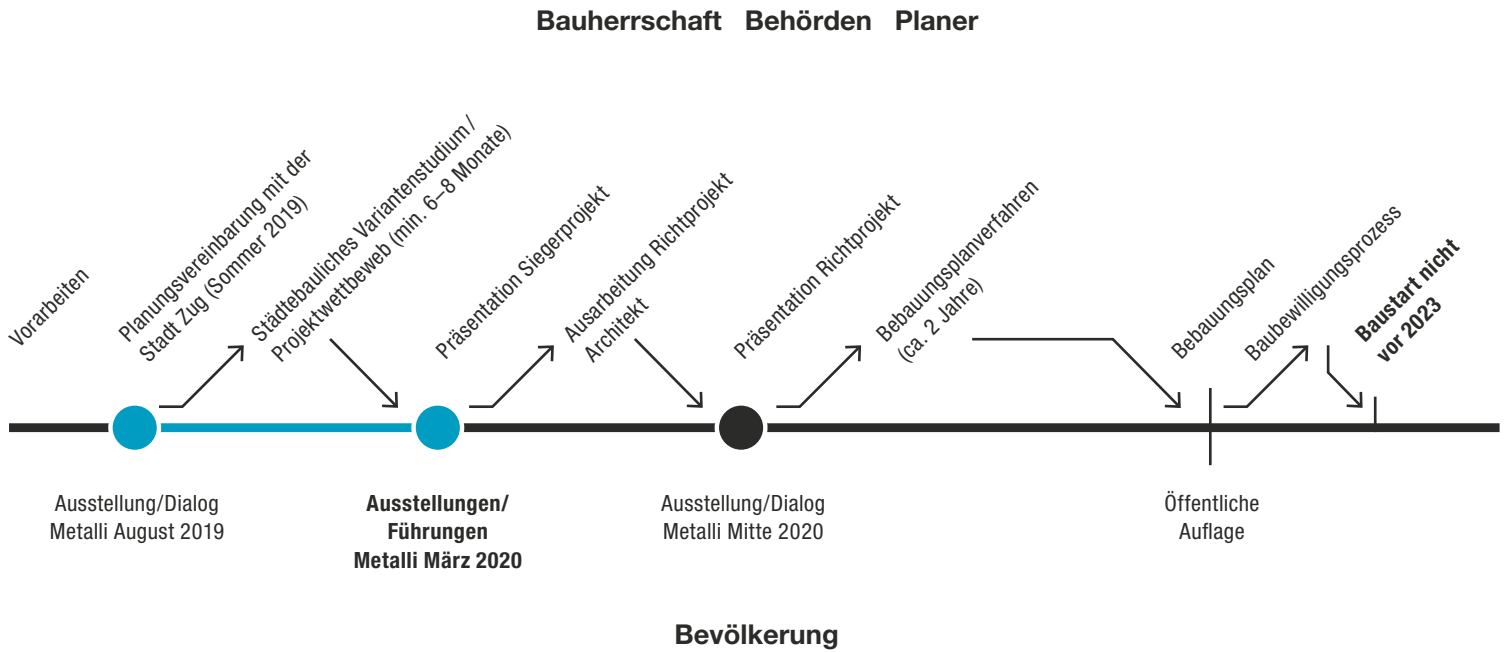 Bauherrschaft Behörden Planer
Vorarbeiten
Planungsvereinbarung mit der
Stadt Zug (Sommer 2019)
Städtebauliches Variantenstudium/
Projektwettbeweb (min. 6–8 Monate)
Präsentation Siegerprojekt
Ausarbeitung Richtprojekt
Architekt
Präsentation Richtprojekt
Bebauungsplanverfahren
(ca. 2 Jahre)
Bebauungsplan
Baubewilligungsprozess
Baustart nicht
vor 2023
Ausstellung/Dialog
Metalli August 2019
Ausstellungen/
Führungen
Metalli März 2020
Ausstellung/Dialog
Metalli Mitte 2020
Öffentliche
Auflage
Bevölkerung